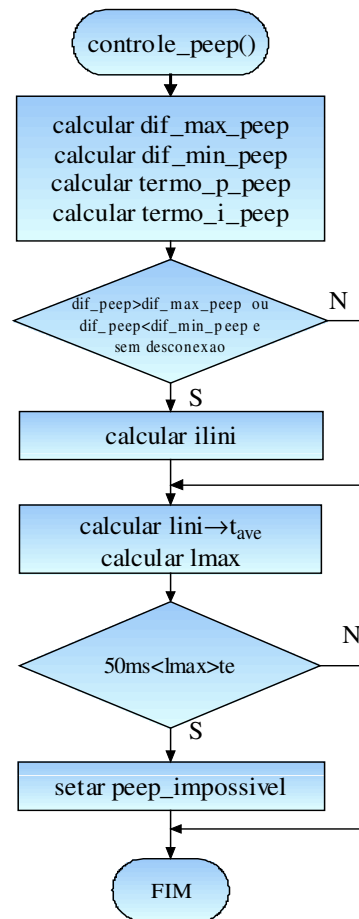 controle_peep()
calcular dif_max_peep
calcular dif_min_peep
calcular termo_p_peep
calcular termo_i_peep
dif_peep>dif_max_peep ou
dif_peep<dif_min_peep e
sem desconexao
N
S
calcular ilini
calcular lini→tave
calcular lmax
N
50ms<lmax>te
S
setar peep_impossivel
FIM